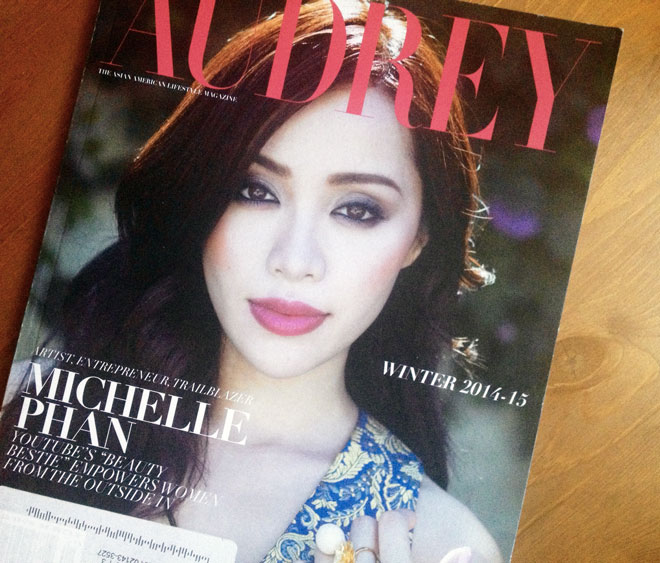 AUDREY
THE ASIAN AMERICAN LIFESTYLE MAGAZINE
ARTIST, ENTREPRENEUR, TRAILBLAZER
MICHELLE
PHAN
YOUTUBE'S "BEAUTY
BESTIE" EMPOWERS WOMEN
FROM THE OUTSIDE IN
WINTER 2014-15